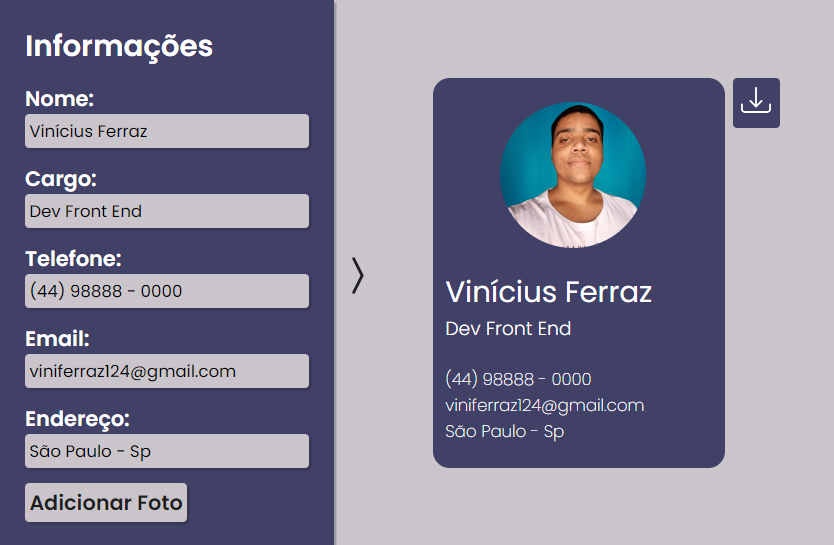 Informações
Nome:
Vinícius Ferraz
Cargo:
Dev Front End
Telefone:
(44) 98888 - 0000
Email:
viniferraz124@gmail.com
Endereço:
São Paulo - Sp
Adicionar Foto
Vinícius Ferraz
Dev Front End
(44) 98888 - 0000
viniferraz124@gmail.com
São Paulo - Sp